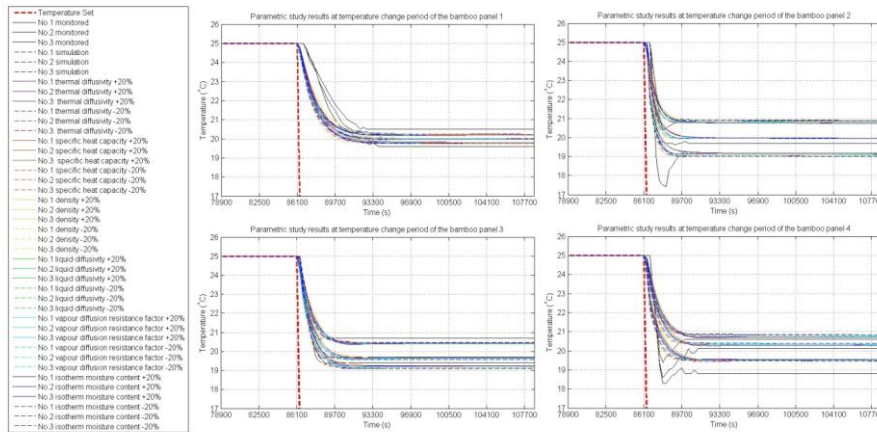 Temperature Set
No.1 monitored
No.2 monitored
No.3 monitored
No.1 simulation
No.2 simulation
No.3 simulation
No.1 thermal diffusivity +20%
No.2 thermal diffusivity +20%
No.3 thermal diffusivity +20%
No.1 thermal diffusivity -20%
No.2 thermal diffusivity -20%
No.3 thermal diffusivity -20%
No.1 specific heat capacity +20%
No.2 specific heat capacity +20%
No.3 specific heat capacity +20%
No.1 specific heat capacity -20%
No.2 specific heat capacity -20%
No.3 specific heat capacity -20%
No.1 density +20%
No.2 density +20%
No.3 density +20%
No.1 density -20%
No.2 density -20%
No.3 density -20%
No.1 liquid diffusivity +20%
No.2 liquid diffusivity +20%
No.3 liquid diffusivity +20%
No.1 liquid diffusivity -20%
No.2 liquid diffusivity -20%
No.3 liquid diffusivity -20%
No.1 vapour diffusion resistance factor +20%
No.2 vapour diffusion resistance factor +20%
No.3 vapour diffusion resistance factor +20%
No.1 vapour diffusion resistance factor -20%
No.2 vapour diffusion resistance factor -20%
No.3 vapour diffusion resistance factor -20%
No.1 isotherm moisture content +20%
No.2 isotherm moisture content +20%
No.3 isotherm moisture content +20%
No.1 isotherm moisture content -20%
No.2 isotherm moisture content -20%
No.3 isotherm moisture content -20%
Parametric study results at temperature change period of the bamboo panel 1
Temperature (°C)
26
25
24
23
22
21
20
19
18
17
78900 82500 86100 89700 93300 96900 100500 104100 107700
Time (s)
Parametric study results at temperature change period of the bamboo panel 2
Temperature (°C)
26
25
24
23
22
21
20
19
18
17
78900 82500 86100 89700 93300 96900 100500 104100 107700
Time (s)
Parametric study results at temperature change period of the bamboo panel 3
Temperature (°C)
26
25
24
23
22
21
20
19
18
17
78900 82500 86100 89700 93300 96900 100500 104100 107700
Time (s)
Parametric study results at temperature change period of the bamboo panel 4
Temperature (°C)
26
25
24
23
22
21
20
19
18
17
78900 82500 86100 89700 93300 96900 100500 104100 107700
Time (s)